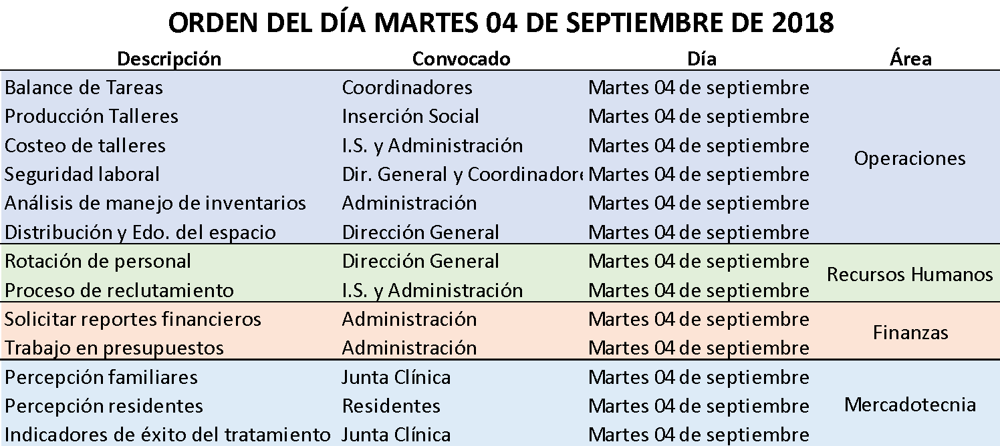 ORDEN DEL DÍA MARTES 04 DE SEPTIEMBRE DE 2018
Descripción Convocado Día Área
Balance de Tareas Coordinadores Martes 04 de septiembre
Producción Talleres Inserción Social Martes 04 de septiembre
Costeo de talleres I.S. y Administración Martes 04 de septiembre
Operaciones
Seguridad laboral Dir. General y Coordinadore Martes 04 de septiembre
Análisis de manejo de inventarios Administración Martes 04 de septiembre
Distribución y Edo. del espacio Dirección General Martes 04 de septiembre
Rotación de personal Dirección General Martes 04 de septiembre
Recursos Humanos
Proceso de reclutamiento I.S. y Administración Martes 04 de septiembre
Solicitar reportes financieros Administración Martes 04 de septiembre
Finanzas
Trabajo en presupuestos Administración Martes 04 de septiembre
Percepción familiares Junta Clínica Martes 04 de septiembre
Percepción residentes Residentes Martes 04 de septiembre Mercadotecnia
Indicadores de éxito del tratamiento Junta Clínica Martes 04 de septiembre